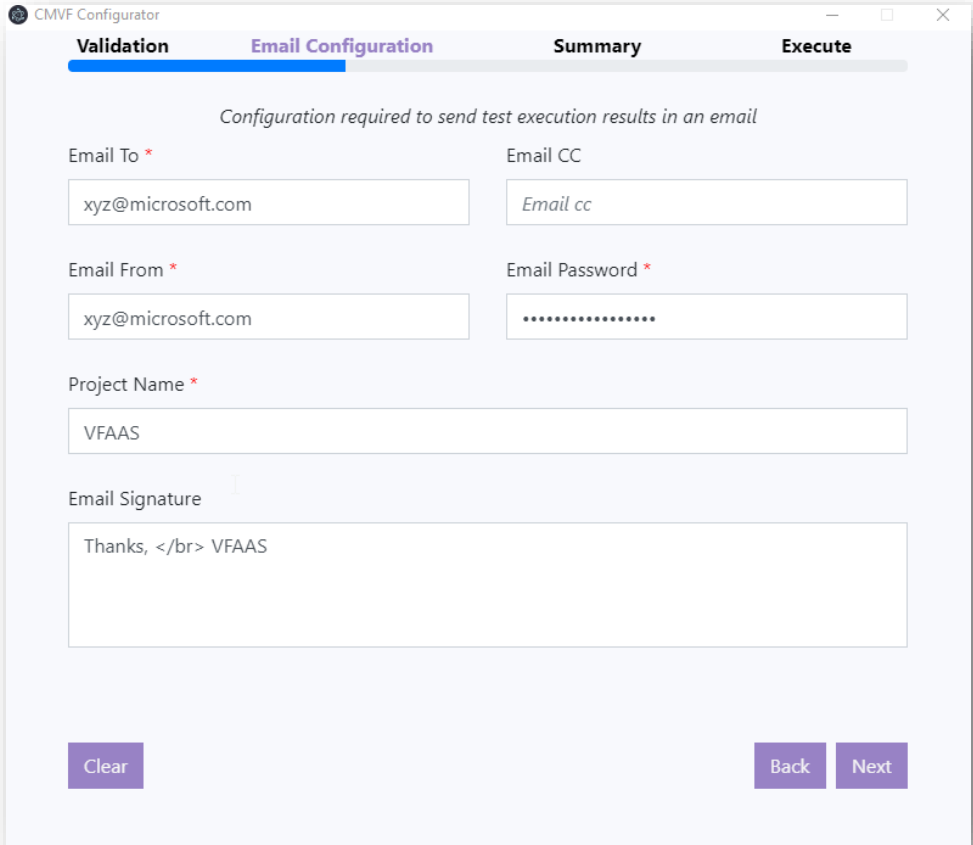 CMVF Configurator
Validation Email Configuration Summary Execute
Configuration required to send test execution results in an email
Email To * Email CC
xyz@microsoft.com Email cc
Email From * Email Password *
xyz@microsoft.com •••••••••••••••••
Project Name *
VFAAS
Email Signature
Thanks, </br> VFAAS
Clear Back Next